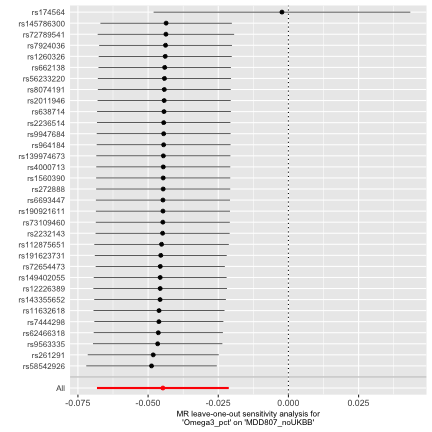 rs174564
rs145786300
rs72789541
rs7924036
rs1260326
rs662138
rs56233220
rs8074191
rs2011946
rs638714
rs2236514
rs9947684
rs964184
rs139974673
rs4000713
rs1560390
rs272888
rs6693447
rs190921611
rs73109460
rs2232143
rs112875651
rs191623731
rs72654473
rs149402055
rs12226389
rs143355652
rs11632618
rs7444298
rs62466318
rs9563335
rs261291
rs58542926
All
-0.075 -0.050 -0.025 0.000 0.025
MR leave-one-out sensitivity analysis for
'Omega3_pct' on 'MDD807_noUKBB'